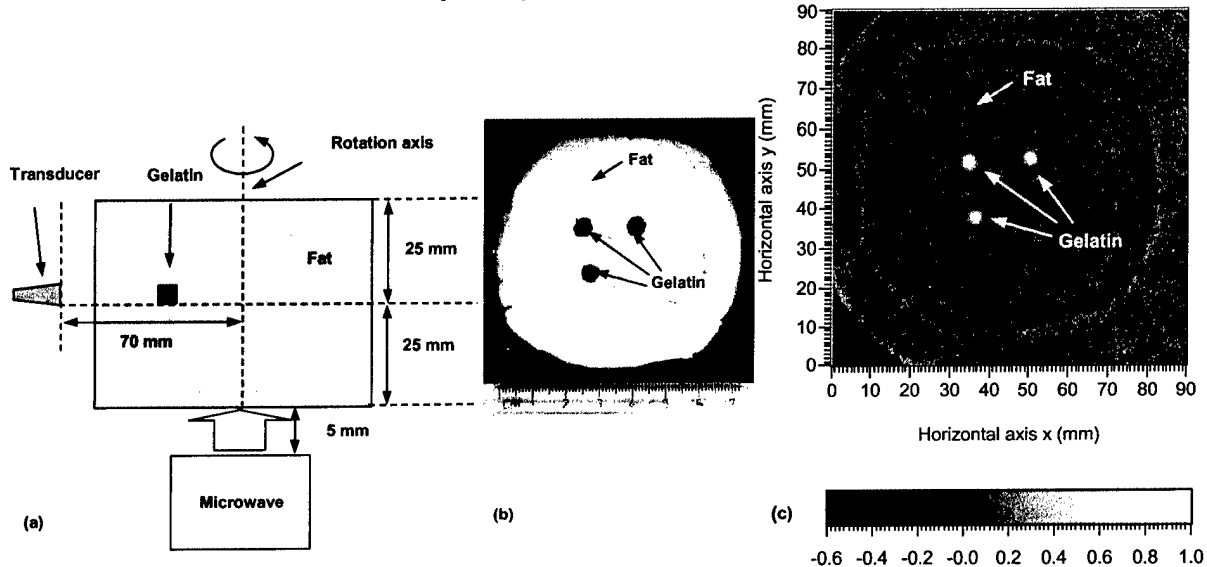 Transducer
Gelatin
Rotation axis
Fat
25 mm
70 mm
25 mm
5 mm
Microwave
(a)
Fat
Gelatin
2
7
(b)
90
80
70
60
50
40
30
20
10
0
Horizontal axis y (mm)
Fat
Gelatin
0 10 20 30 40 50 60 70 80 90
Horizontal axis x (mm)
(c)
-0.6 -0.4 -0.2 -0.0 0.2 0.4 0.6 0.8 1.0